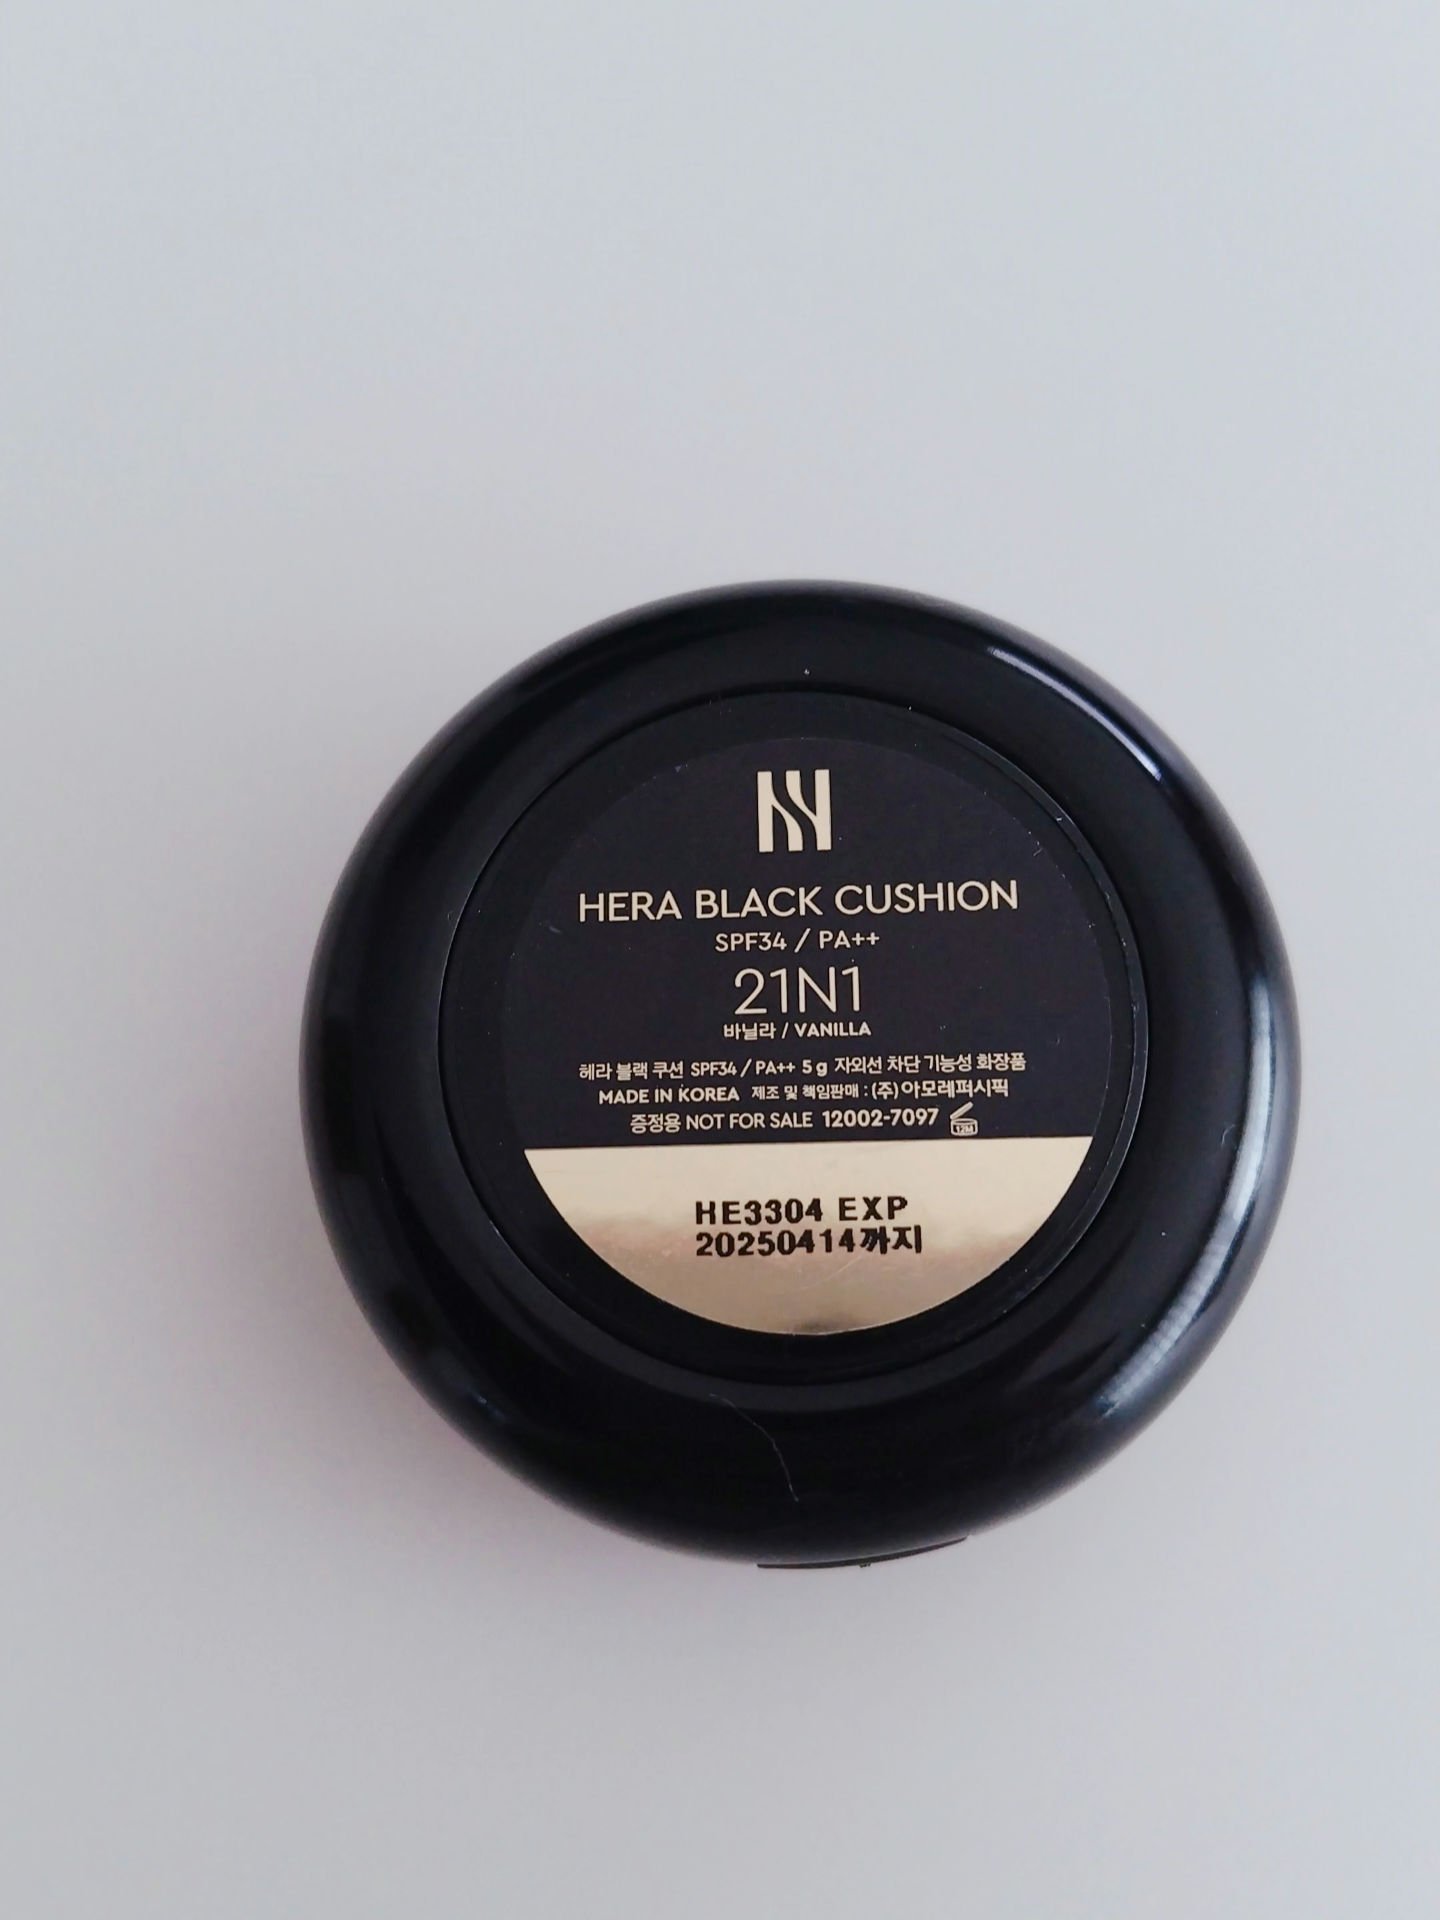 HERA BLACK CUSHION
SPF34 / PA++
21N1
바닐라 / VANILLA
헤라 블랙 쿠션 SPF34 / PA++ 5 g 자외선 차단 기능성 화장품
MADE IN KOREA 제조 및 책임판매 : (주)아모레퍼시픽
증정용 NOT FOR SALE 12002-7097 12M
HE3304 EXP
20250414까지